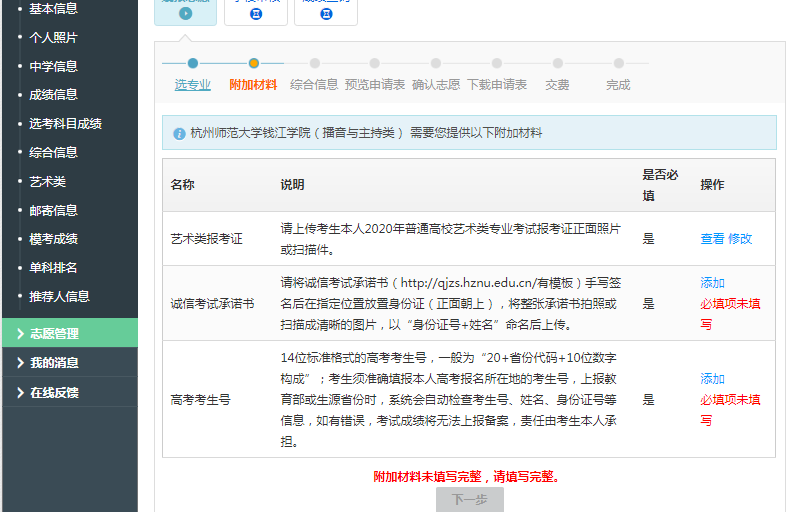 基本信息
个人照片
中学信息
成绩信息
选考科目成绩
综合信息
艺术类
邮寄信息
模考成绩
单科排名
推荐人信息
志愿管理
我的消息
在线反馈
选专业 附加材料 综合信息 预览申请表 确认志愿 下载申请表 交费 完成
杭州师范大学钱江学院（播音与主持类） 需要您提供以下附加材料
名称 说明 是否必填 操作
艺术类报考证
请上传考生本人2020年普通高校艺术类专业考试报考证正面照片
或扫描件。
是
查看 修改
诚信考试承诺书
请将诚信考试承诺书（http://qjzs.hznu.edu.cn/有模板）手写签
名后在指定位置放置身份证（正面朝上），将整张承诺书拍照或
扫描成清晰的图片，以“身份证号+姓名”命名后上传。
是
添加
必填项未填
写
高考考生号
14位标准格式的高考考生号，一般为“20+省份代码+10位数字
构成”；考生须准确填报本人高考报名所在地的考生号，上报教
育部或生源省份时，系统会自动检查考生号、姓名、身份证号等
信息，如有错误，考试成绩将无法上报备案，责任由考生本人承
担。
是
添加
必填项未填
写
附加材料未填写完整，请填写完整。
下一步